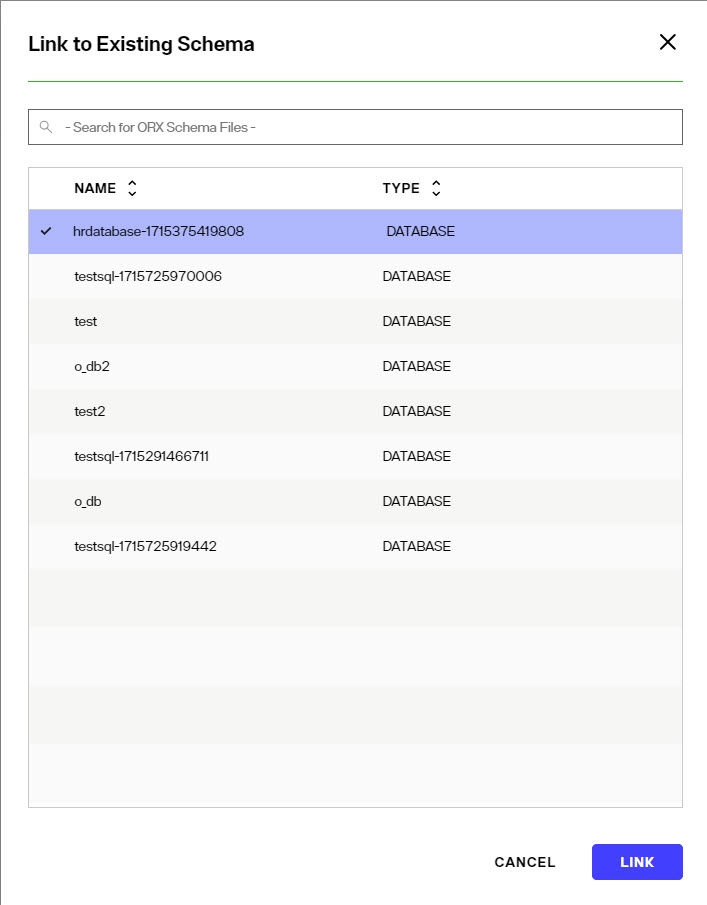 Link to Existing Schema
- Search for ORX Schema Files -
NAME TYPE
hrdatabase-1715375419808 DATABASE
testsql-1715725970006 DATABASE
test DATABASE
o_db2 DATABASE
test2 DATABASE
testsql-1715291466711 DATABASE
o_db DATABASE
testsql-1715725919442 DATABASE
CANCEL LINK